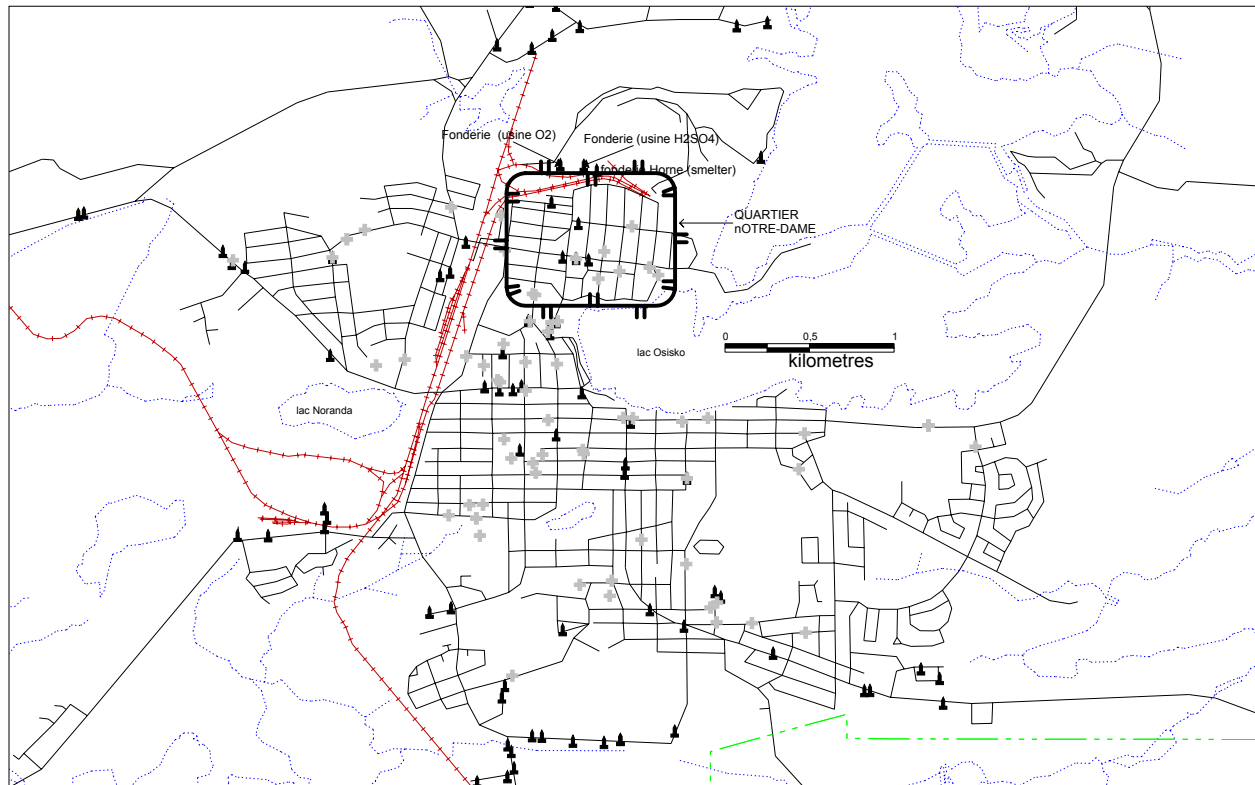 Fonderie (usine O2)
Fonderie (usine H2SO4)
fonderie Horne (smelter)
QUARTIER
nOTRE-DAME
0 0,5 1
kilometres
lac Osisko
lac Noranda